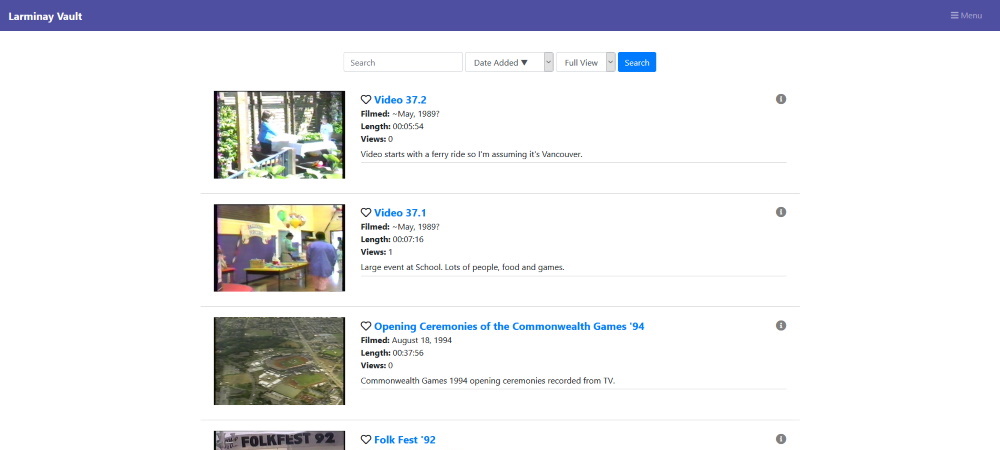 Larminay Vault
Menu
Search
Date Added ▼
Full View
Search
Video 37.2
Filmed: ~May, 1989?
Length: 00:05:54
Views: 0
Video starts with a ferry ride so I'm assuming it's Vancouver.
Video 37.1
Filmed: ~May, 1989?
Length: 00:07:16
Views: 1
Large event at School. Lots of people, food and games.
Opening Ceremonies of the Commonwealth Games '94
Filmed: August 18, 1994
Length: 00:37:56
Views: 0
Commonwealth Games 1994 opening ceremonies recorded from TV.
FOLKFEST 92
Folk Fest '92